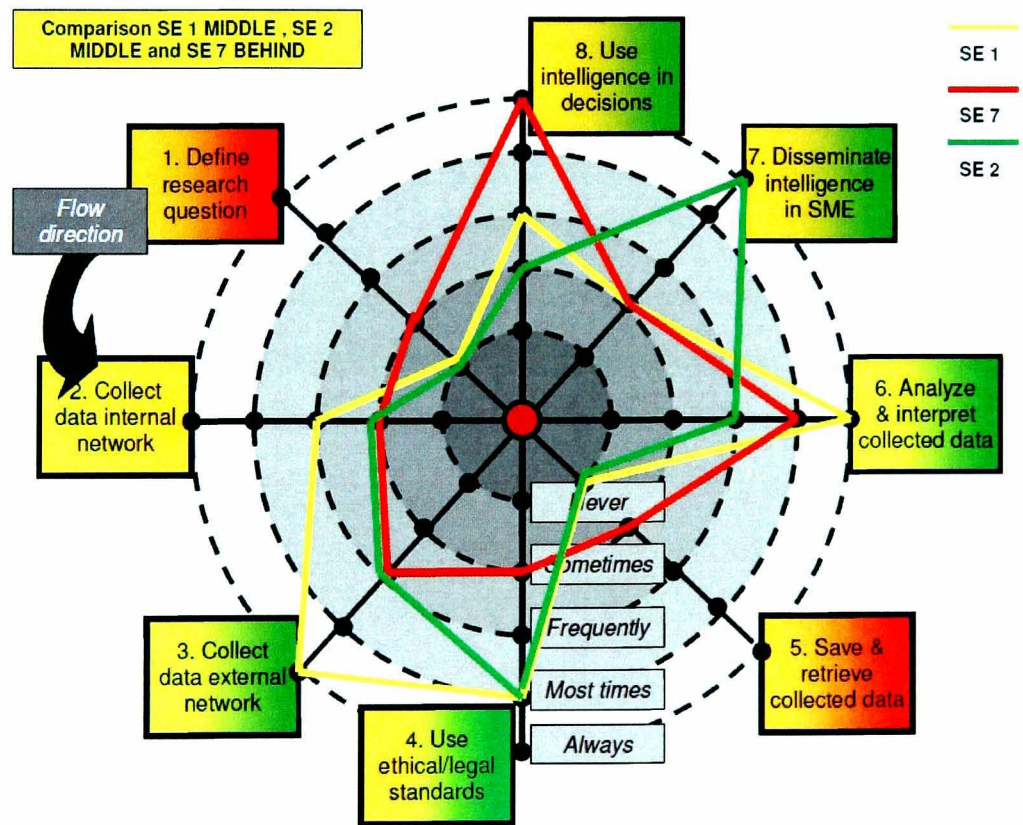 Comparison SE 1 MIDDLE , SE 2
MIDDLE and SE 7 BEHIND
SE 1
SE 7
SE 2
8. Use
intelligence in
decisions
1. Define
research
question
7. Disseminate
intelligence
in SME
Flow
direction
2. Collect
data internal
network
6. Analyze
& interpret
collected data
Never
Sometimes
Frequently
Most times
Always
3. Collect
data external
network
5. Save &
retrieve
collected data
4. Use
ethical/legal
standards